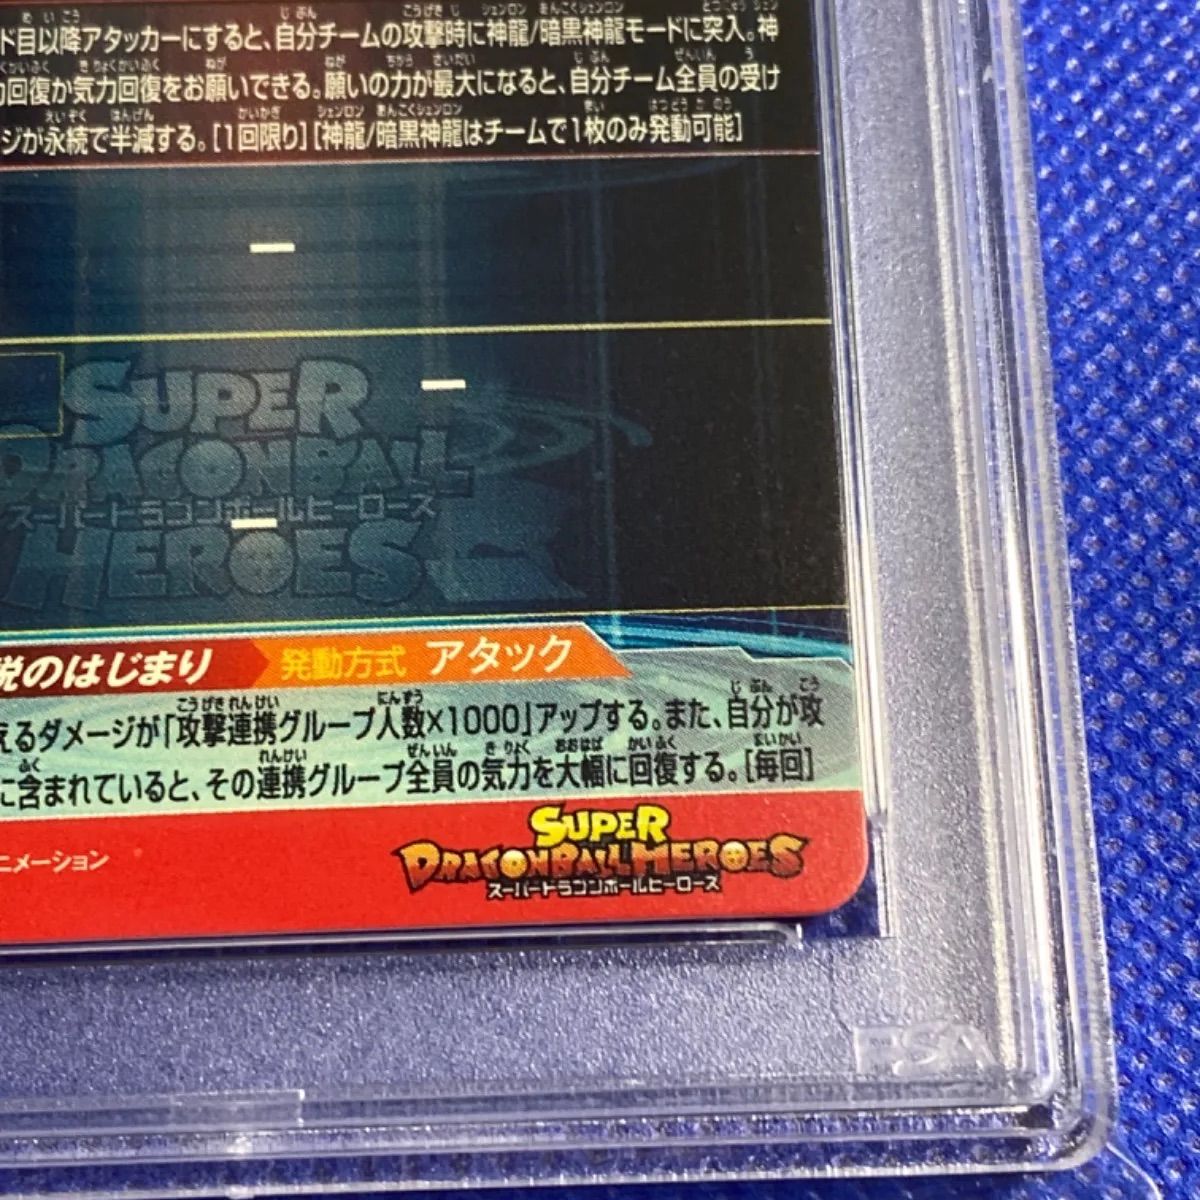 ド目以降アタッカーにすると、自分チームの攻撃時に神龍/暗黒神龍モードに突入。神
回復か気力回復をお願いできる。願いの力が最大になると、自分チーム全員の受け
ジが永続で半減する。[1回限り][神龍/暗黒神龍はチームで1枚のみ発動可能]
SUPER
DRAGONBALL
スーパードラゴンボールヒーローズ
HEROES
説のはじまり 発動方式 アタック
えるダメージが「攻撃連携グループ人数×1000」アップする。また、自分が攻
に含まれていると、その連携グループ全員の気力を大幅に回復する。[毎回]
ニメーション
SUPER
DRAGONBALL HEROES
スーパードラゴンボールヒーローズ
PSA